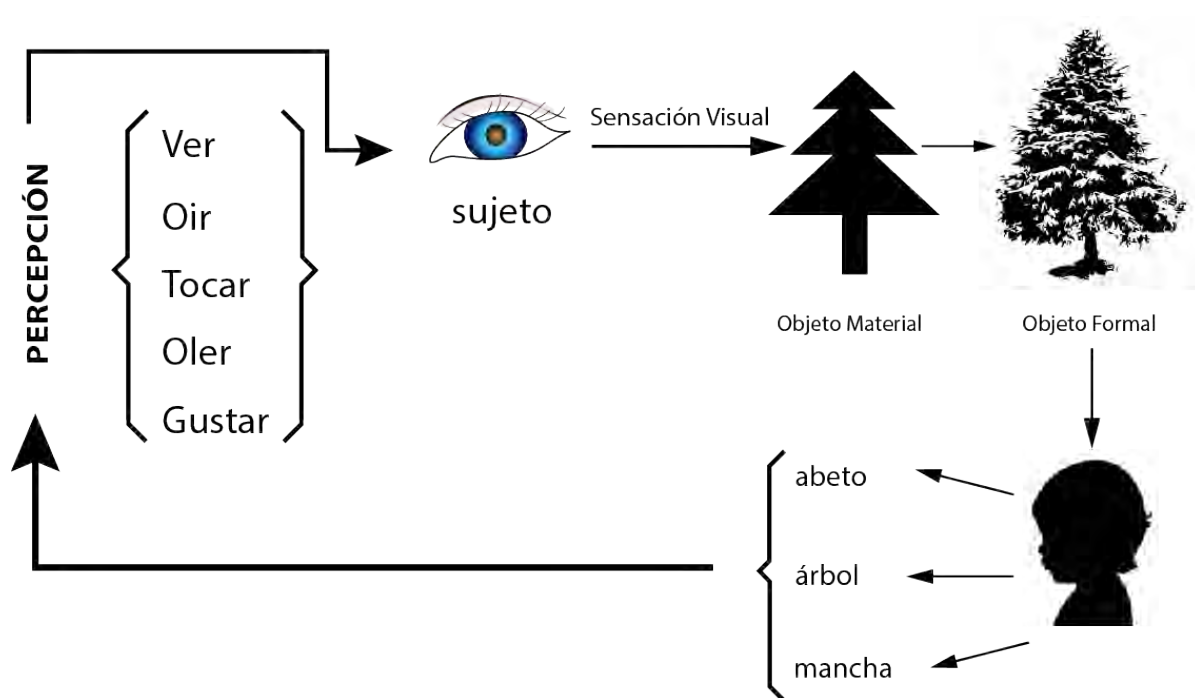 PERCEPCIÓN
Ver
Oir
Tocar
Oler
Gustar
sujeto
Sensación Visual
Objeto Material
Objeto Formal
abeto
árbol
mancha